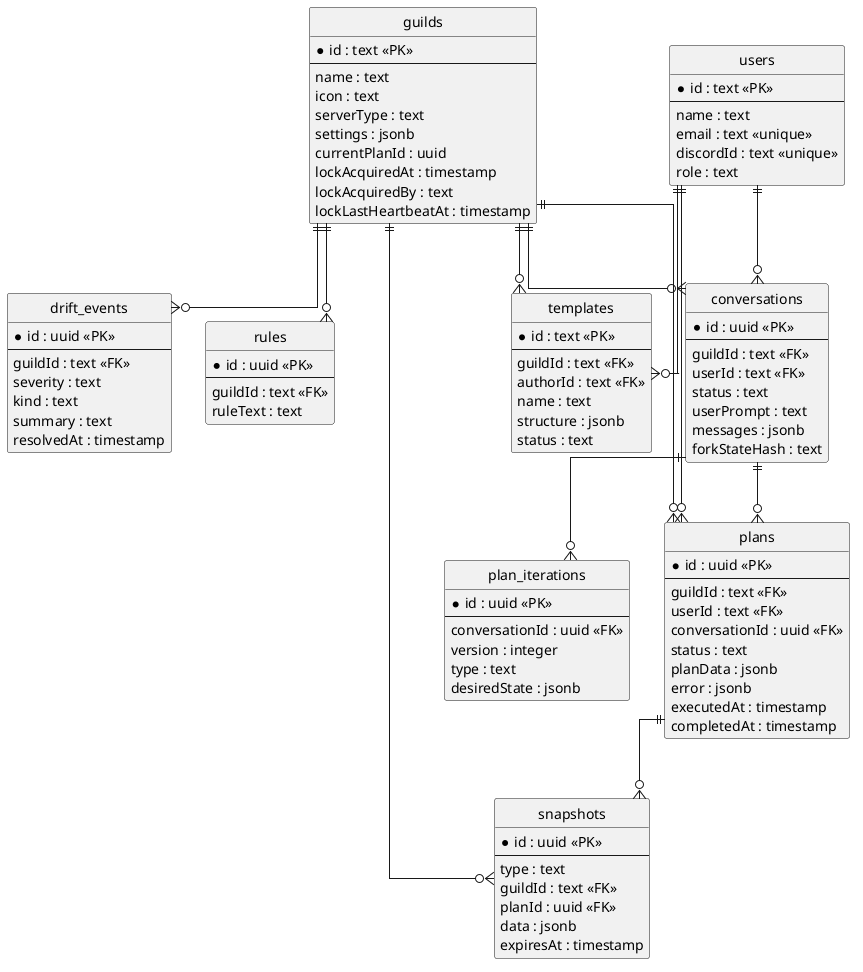 guilds
* id : text «PK»
name : text
icon : text
serverType : text
settings : jsonb
currentPlanId : uuid
lockAcquiredAt : timestamp
lockAcquiredBy : text
lockLastHeartbeatAt : timestamp
users
* id : text «PK»
name : text
email : text «unique»
discordId : text «unique»
role : text
drift_events
* id : uuid «PK»
guildId : text «FK»
severity : text
kind : text
summary : text
resolvedAt : timestamp
rules
* id : uuid «PK»
guildId : text «FK»
ruleText : text
templates
* id : text «PK»
guildId : text «FK»
authorId : text «FK»
name : text
structure : jsonb
status : text
conversations
* id : uuid «PK»
guildId : text «FK»
userId : text «FK»
status : text
userPrompt : text
messages : jsonb
forkStateHash : text
plan_iterations
* id : uuid «PK»
conversationId : uuid «FK»
version : integer
type : text
desiredState : jsonb
plans
* id : uuid «PK»
guildId : text «FK»
userId : text «FK»
conversationId : uuid «FK»
status : text
planData : jsonb
error : jsonb
executedAt : timestamp
completedAt : timestamp
snapshots
* id : uuid «PK»
type : text
guildId : text «FK»
planId : uuid «FK»
data : jsonb
expiresAt : timestamp